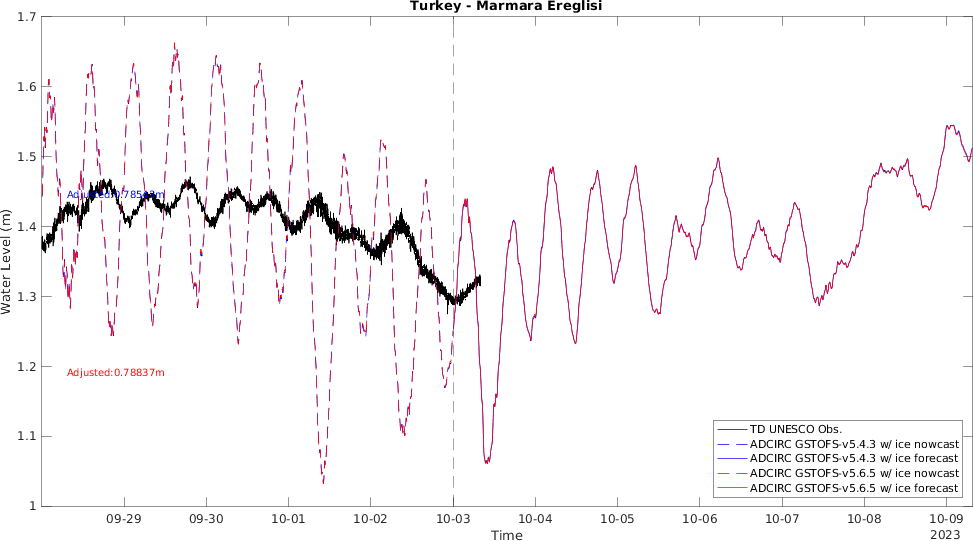 Turkey - Marmara Ereglisi
1.7
1.6
1.5
1.4
1.3
1.2
1.1
1
Water Level (m)
Adjusted:0.78837m
09-29
09-30
10-01
10-02
10-03
10-04
10-05
10-06
10-07
10-08
10-09
2023
Time
TD UNESCO Obs.
ADCIRC GSTOFS-v5.4.3 w/ ice nowcast
ADCIRC GSTOFS-v5.4.3 w/ ice forecast
ADCIRC GSTOFS-v5.6.5 w/ ice nowcast
ADCIRC GSTOFS-v5.6.5 w/ ice forecast